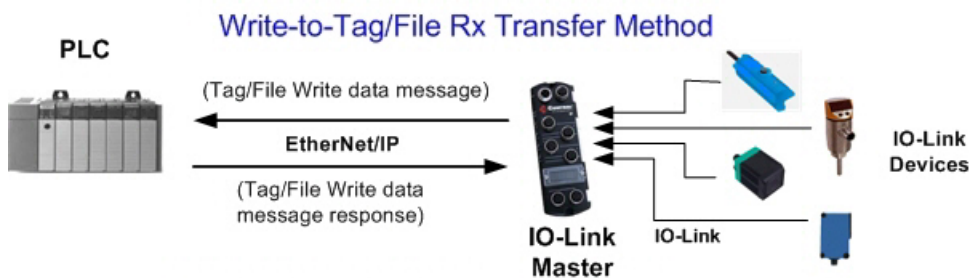 Write-to-Tag/File Rx Transfer Method
PLC
(Tag/File Write data message)
EtherNet/IP
(Tag/File Write data
message response)
IO-Link
Master
IO-Link
IO-Link
Devices